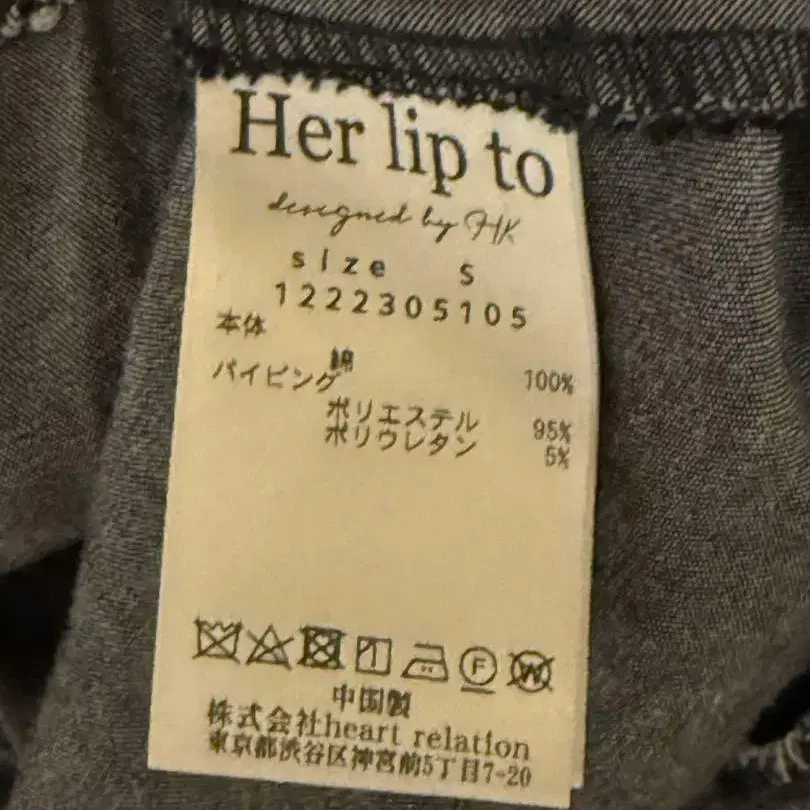 Her lip to
designed by HK
size S
1222305105
本体
綿 100%
パイピング
ポリエステル 95%
ポリウレタン 5%
F W
中国製
株式会社heart relation
東京都渋谷区神宮前5丁目7-20